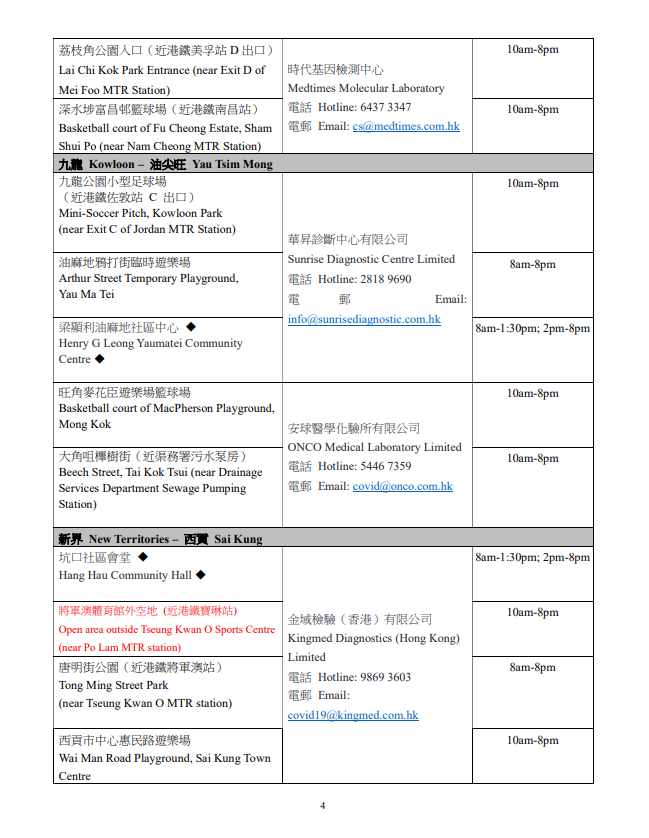 荔枝角公園入口（近港鐵美孚站 D 出口）
Lai Chi Kok Park Entrance (near Exit D of
Mei Foo MTR Station)
10am-8pm
時代基因檢測中心
Medtimes Molecular Laboratory
電話 Hotline: 6437 3347
電郵 Email: cs@medtimes.com.hk
深水埗富昌邨籃球場（近港鐵南昌站）
Basketball court of Fu Cheong Estate, Sham
Shui Po (near Nam Cheong MTR Station)
10am-8pm
九龍 Kowloon – 油尖旺 Yau Tsim Mong
九龍公園小型足球場
（近港鐵佐敦站 C 出口）
Mini-Soccer Pitch, Kowloon Park
(near Exit C of Jordan MTR Station)
10am-8pm
華昇診斷中心有限公司
Sunrise Diagnostic Centre Limited
電話 Hotline: 2818 9690
電 郵 Email:
info@sunrisediagnostic.com.hk
油麻地鴉打街臨時遊樂場
Arthur Street Temporary Playground,
Yau Ma Tei
8am-8pm
梁顯利油麻地社區中心 ◆
Henry G Leong Yaumatei Community
Centre ◆
8am-1:30pm; 2pm-8pm
旺角麥花臣遊樂場籃球場
Basketball court of MacPherson Playground,
Mong Kok
10am-8pm
安球醫學化驗所有限公司
ONCO Medical Laboratory Limited
電話 Hotline: 5446 7359
電郵 Email: covid@onco.com.hk
大角咀櫸樹街（近渠務署污水泵房）
Beech Street, Tai Kok Tsui (near Drainage
Services Department Sewage Pumping
Station)
10am-8pm
新界 New Territories – 西貢 Sai Kung
坑口社區會堂 ◆
Hang Hau Community Hall ◆
8am-1:30pm; 2pm-8pm
金域檢驗（香港）有限公司
Kingmed Diagnostics (Hong Kong)
Limited
電話 Hotline: 9869 3603
電郵 Email:
covid19@kingmed.com.hk
將軍澳體育館外空地 (近港鐵寶琳站)
Open area outside Tseung Kwan O Sports Centre
(near Po Lam MTR station)
10am-8pm
唐明街公園（近港鐵將軍澳站）
Tong Ming Street Park
(near Tseung Kwan O MTR station)
8am-8pm
西貢市中心惠民路遊樂場
Wai Man Road Playground, Sai Kung Town
Centre
10am-8pm
4